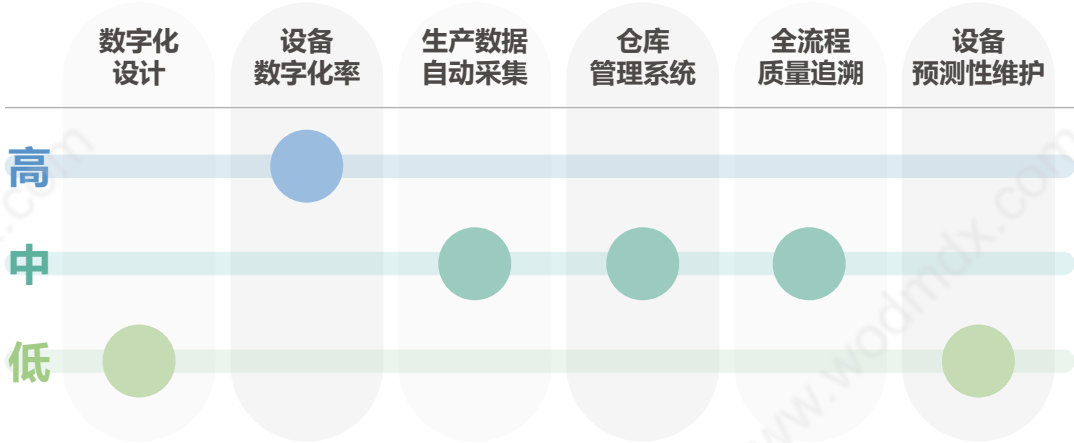 数字化
设计
设备
数字化率
生产数据
自动采集
仓库
管理系统
全流程
质量追溯
设备
预测性维护
高
中
低
www.wodmdx.com